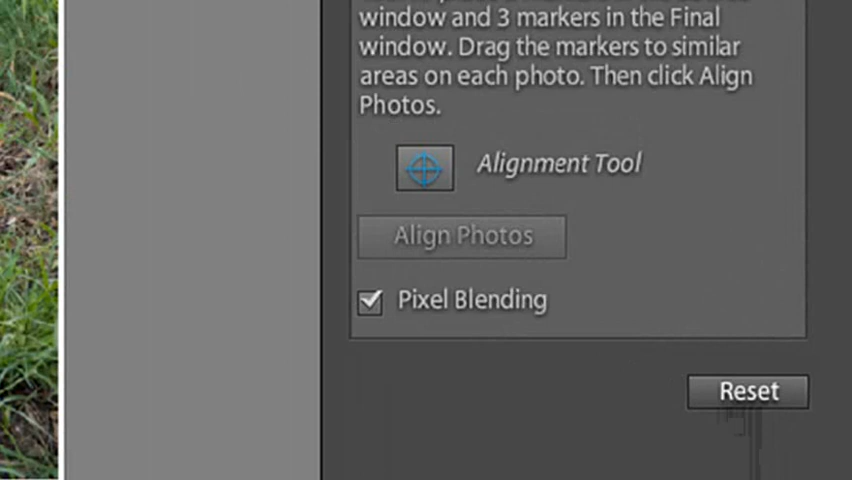 window and 3 markers in the Final
window. Drag the markers to similar
areas on each photo. Then click Align
Photos.
Alignment Tool
Align Photos
Pixel Blending
Reset